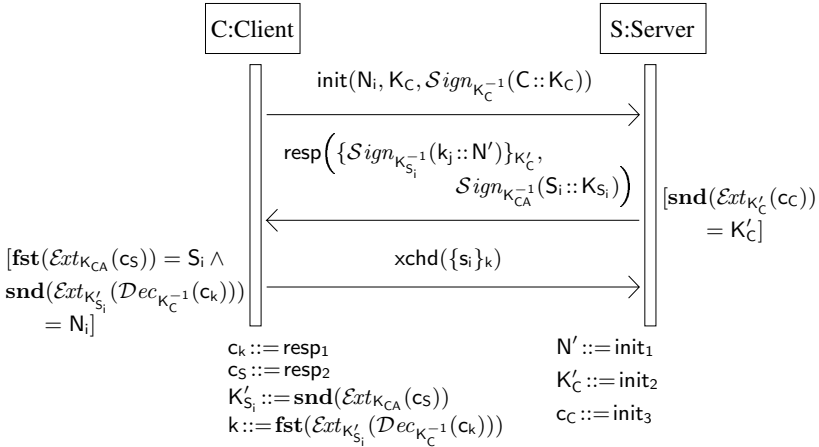 C:Client
S:Server
init(N_i, K_C, Sign_{K_C^{-1}}(C::K_C))
resp({Sign_{K_{S_i}^{-1}}(k_j::N')}_{K'_C},
Sign_{K_{CA}^{-1}}(S_i::K_{S_i}))
[snd(Ext_{K'_C}(c_C))
= K'_C]
[fst(Ext_{K_{CA}}(c_S)) = S_i ∧
snd(Ext_{K'_{S_i}}(Dec_{K_C^{-1}}(c_k)))
= N_i]
xchd({s_i}_k)
c_k ::= resp_1
c_S ::= resp_2
K'_{S_i} ::= snd(Ext_{K_{CA}}(c_S))
k ::= fst(Ext_{K'_{S_i}}(Dec_{K_C^{-1}}(c_k)))
N' ::= init_1
K'_C ::= init_2
c_C ::= init_3